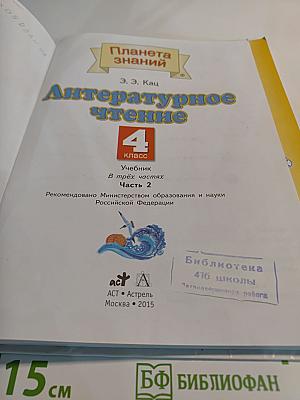 Планета знаний
Э. Э. Кац
Литературное
чтение
4
КЛАСС
Учебник
В трёх частях
Часть 2
Рекомендовано Министерством образования и науки
Российской Федерации
АСТ • Астрель
Москва • 2015
Библиотека
416 школы
15 см
БФ БИБЛИОФАН